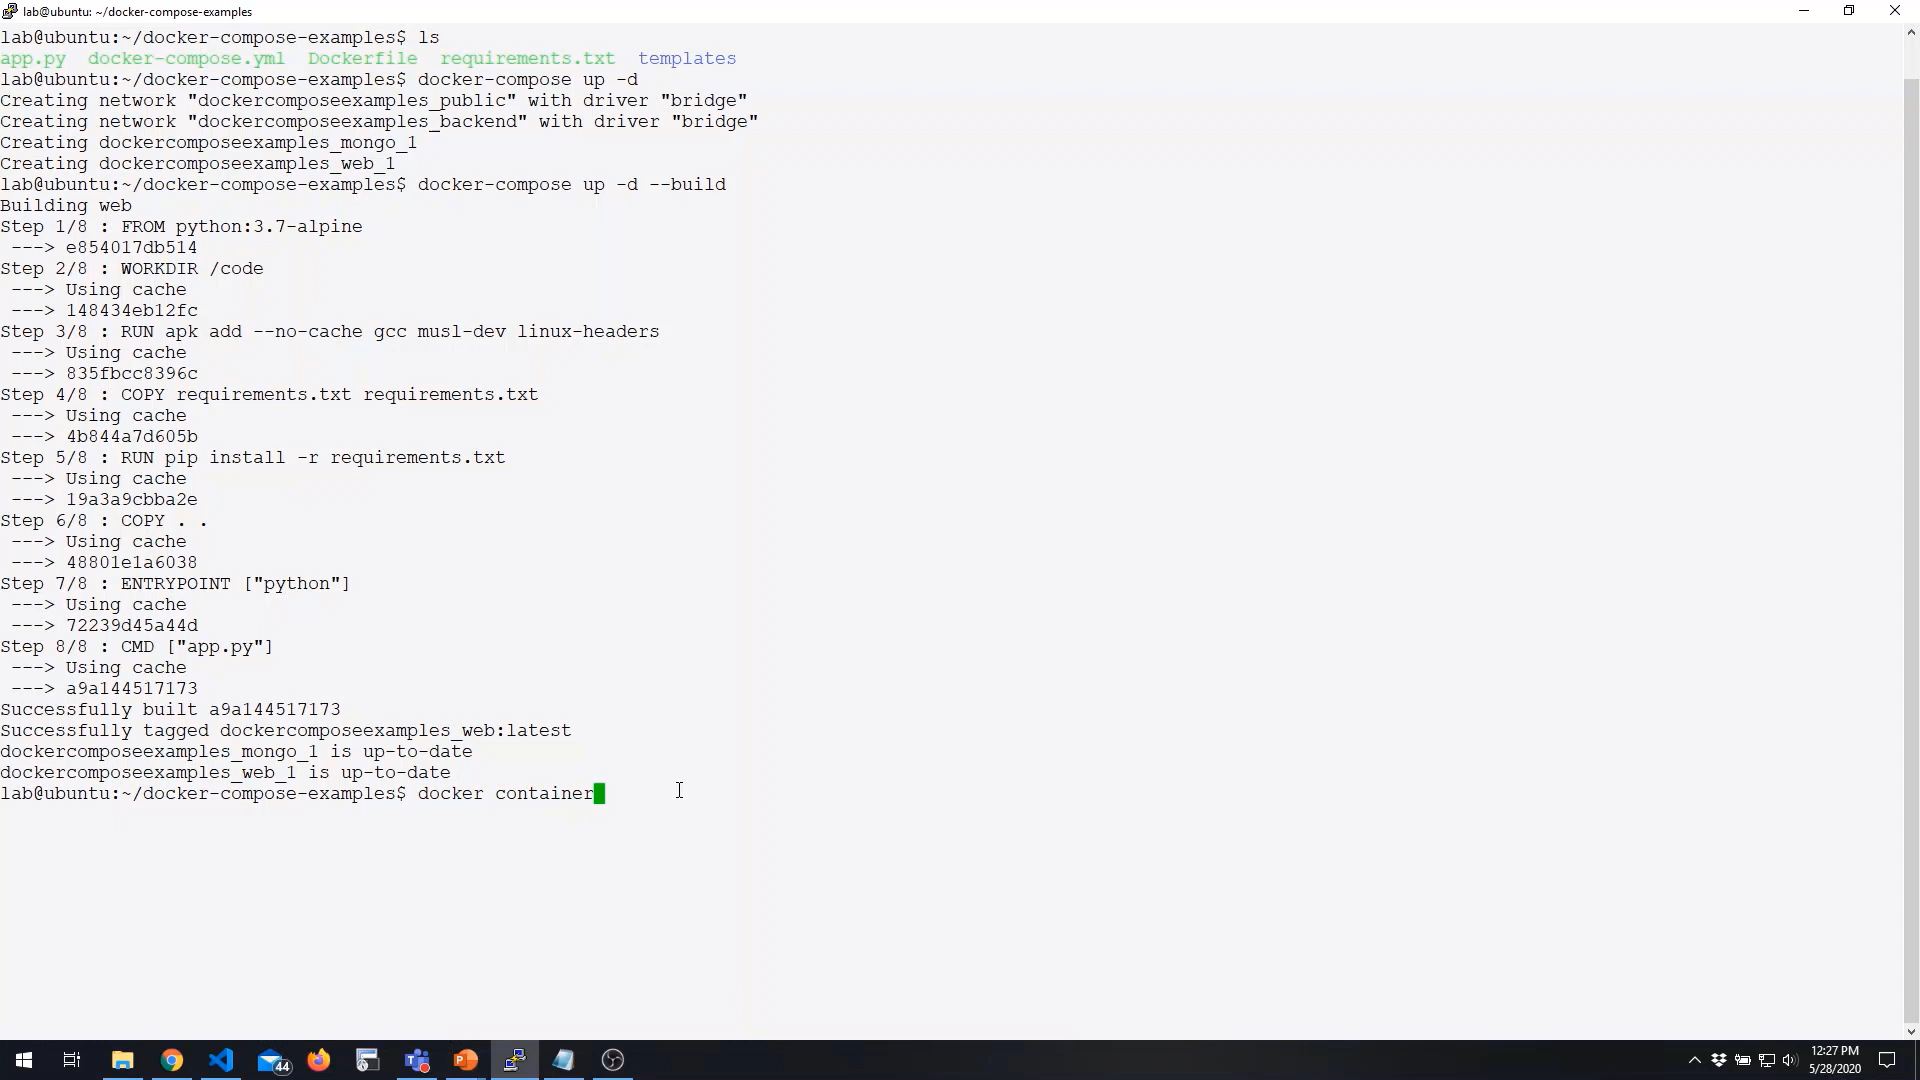 lab@ubuntu: ~/docker-compose-examples
lab@ubuntu:~/docker-compose-examples$ ls
app.py  docker-compose.yml  Dockerfile  requirements.txt  templates
lab@ubuntu:~/docker-compose-examples$ docker-compose up -d
Creating network "dockercomposeexamples_public" with driver "bridge"
Creating network "dockercomposeexamples_backend" with driver "bridge"
Creating dockercomposeexamples_mongo_1
Creating dockercomposeexamples_web_1
lab@ubuntu:~/docker-compose-examples$ docker-compose up -d --build
Building web
Step 1/8 : FROM python:3.7-alpine
 ---> e854017db514
Step 2/8 : WORKDIR /code
 ---> Using cache
 ---> 148434eb12fc
Step 3/8 : RUN apk add --no-cache gcc musl-dev linux-headers
 ---> Using cache
 ---> 835fbcc8396c
Step 4/8 : COPY requirements.txt requirements.txt
 ---> Using cache
 ---> 4b844a7d605b
Step 5/8 : RUN pip install -r requirements.txt
 ---> Using cache
 ---> 19a3a9cbba2e
Step 6/8 : COPY . .
 ---> Using cache
 ---> 48801e1a6038
Step 7/8 : ENTRYPOINT ["python"]
 ---> Using cache
 ---> 72239d45a44d
Step 8/8 : CMD ["app.py"]
 ---> Using cache
 ---> a9a144517173
Successfully built a9a144517173
Successfully tagged dockercomposeexamples_web:latest
dockercomposeexamples_mongo_1 is up-to-date
dockercomposeexamples_web_1 is up-to-date
lab@ubuntu:~/docker-compose-examples$ docker container
44
12:27 PM
5/28/2020